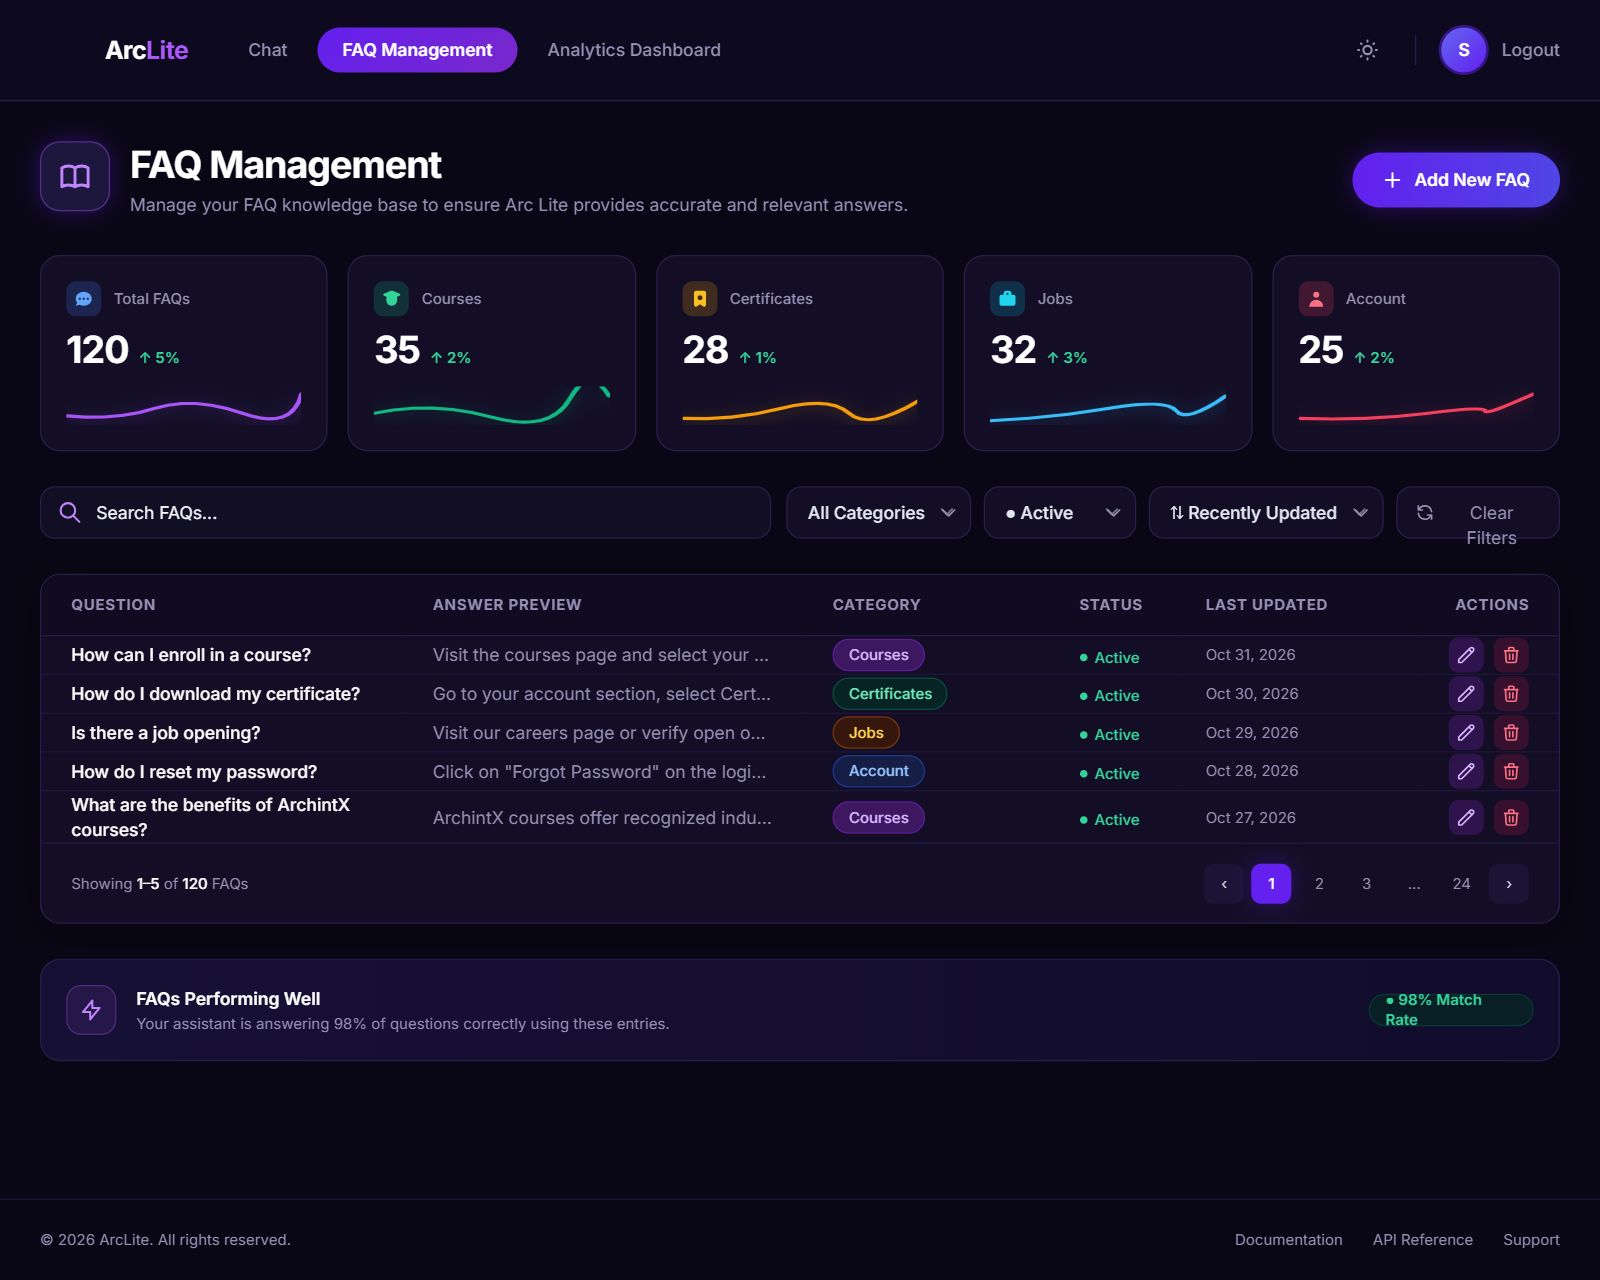 ArcLite
Chat
FAQ Management
Analytics Dashboard
S
Logout
FAQ Management
Manage your FAQ knowledge base to ensure Arc Lite provides accurate and relevant answers.
+ Add New FAQ
Total FAQs
120 ↑ 5%
Courses
35 ↑ 2%
Certificates
28 ↑ 1%
Jobs
32 ↑ 3%
Account
25 ↑ 2%
Search FAQs...
All Categories
● Active
⇅ Recently Updated
Clear
Filters
QUESTION ANSWER PREVIEW CATEGORY STATUS LAST UPDATED ACTIONS
How can I enroll in a course? Visit the courses page and select your ... Courses ● Active Oct 31, 2026
How do I download my certificate? Go to your account section, select Cert... Certificates ● Active Oct 30, 2026
Is there a job opening? Visit our careers page or verify open o... Jobs ● Active Oct 29, 2026
How do I reset my password? Click on "Forgot Password" on the logi... Account ● Active Oct 28, 2026
What are the benefits of ArchintX
courses? ArchintX courses offer recognized indu... Courses ● Active Oct 27, 2026
Showing 1–5 of 120 FAQs
‹ 1 2 3 ... 24 ›
FAQs Performing Well
Your assistant is answering 98% of questions correctly using these entries.
● 98% Match
Rate
© 2026 ArcLite. All rights reserved.
Documentation API Reference Support